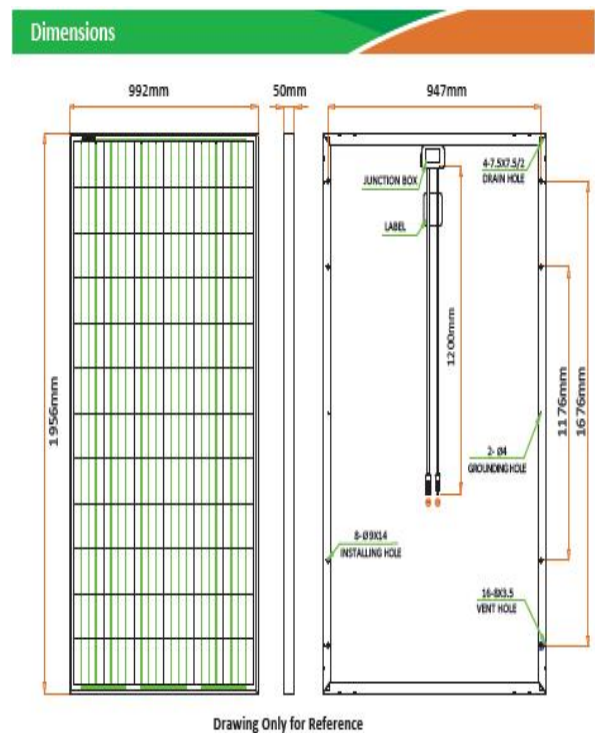 Dimensions
992mm
50mm
947mm
JUNCTION BOX
4-7.5X7.5/2
DRAIN HOLE
LABEL
1200mm
1956mm
1176mm
1676mm
2- Ø4
GROUNDING HOLE
8-Ø9X14
INSTALLING HOLE
16-8X3.5
VENT HOLE
Drawing Only for Reference